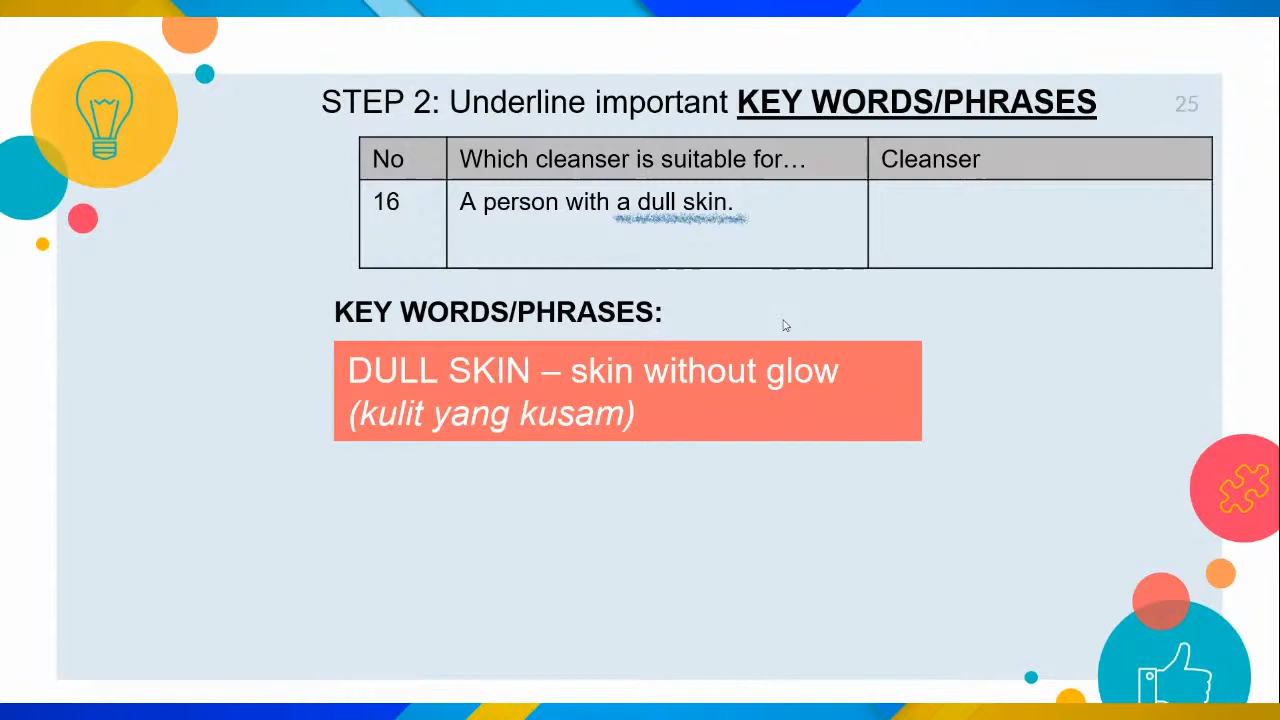 STEP 2: Underline important KEY WORDS/PHRASES
25
No Which cleanser is suitable for… Cleanser
16 A person with a dull skin.
KEY WORDS/PHRASES:
DULL SKIN – skin without glow
(kulit yang kusam)